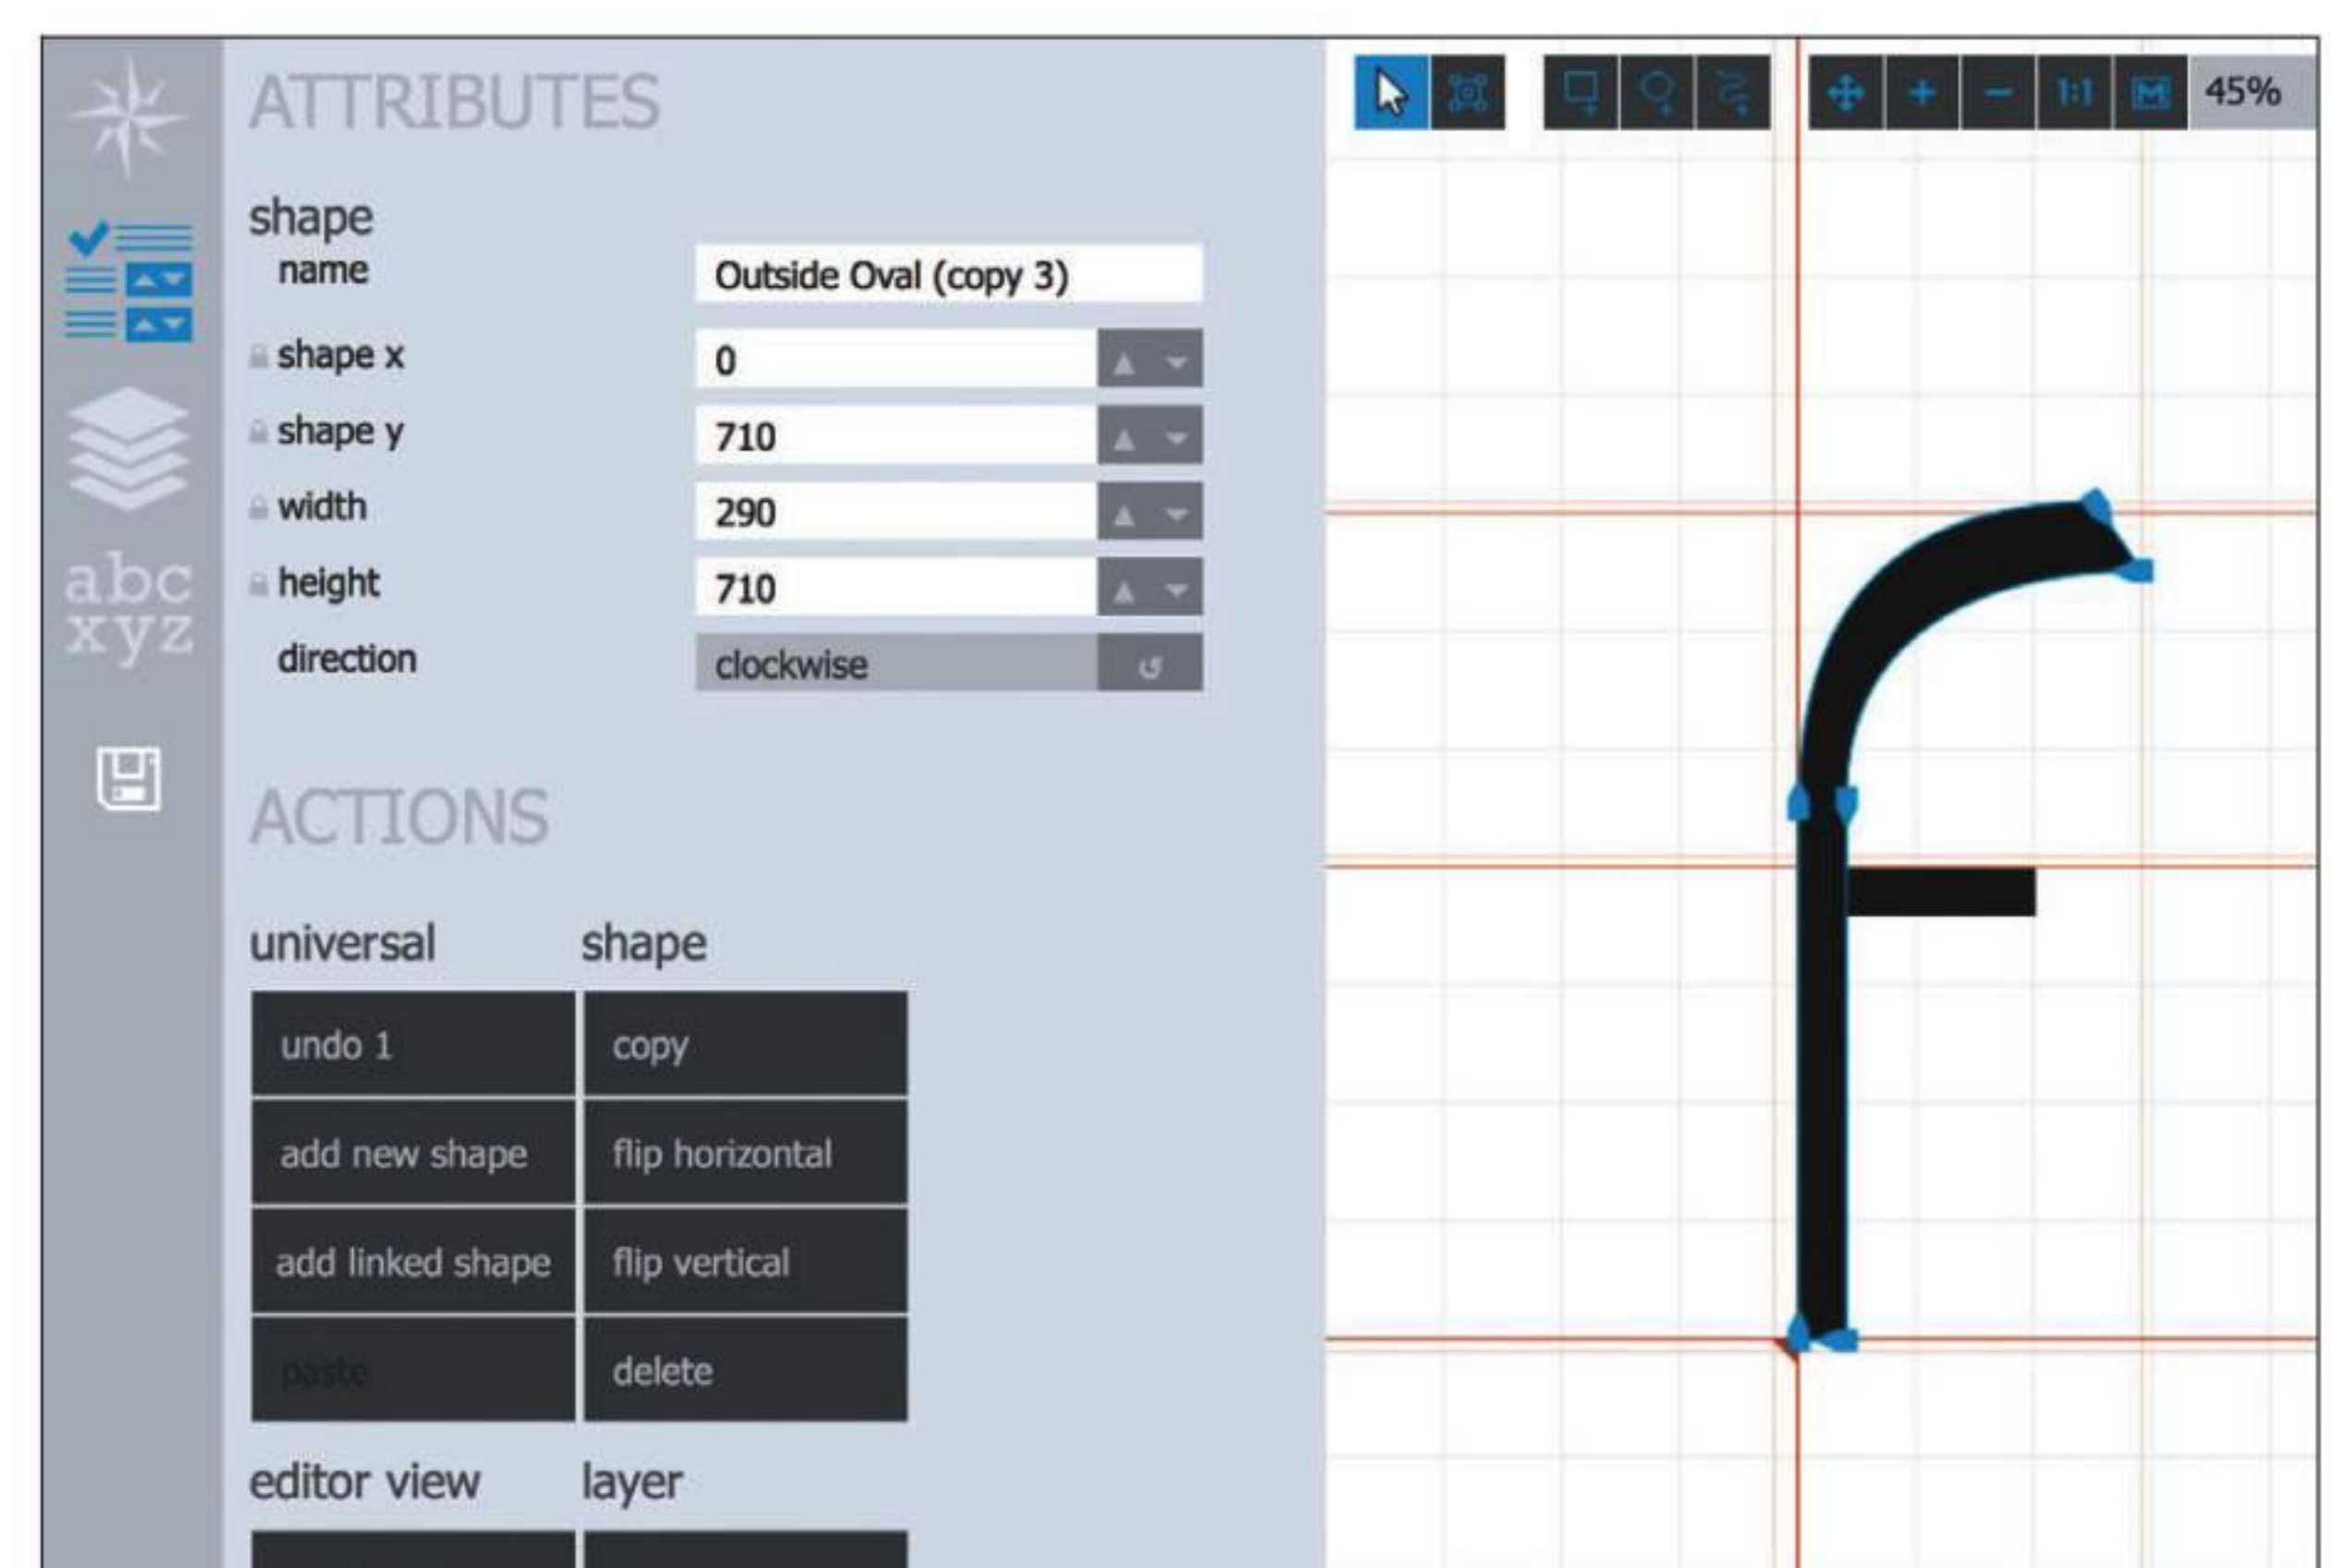 ATTRIBUTES
shape
name
Outside Oval (copy 3)
shape x
0
shape y
710
width
290
height
710
direction
clockwise
abc
xyz
ACTIONS
universal
shape
undo 1
copy
add new shape
flip horizontal
add linked shape
flip vertical
paste
delete
editor view
layer
1:1
M
45%
f